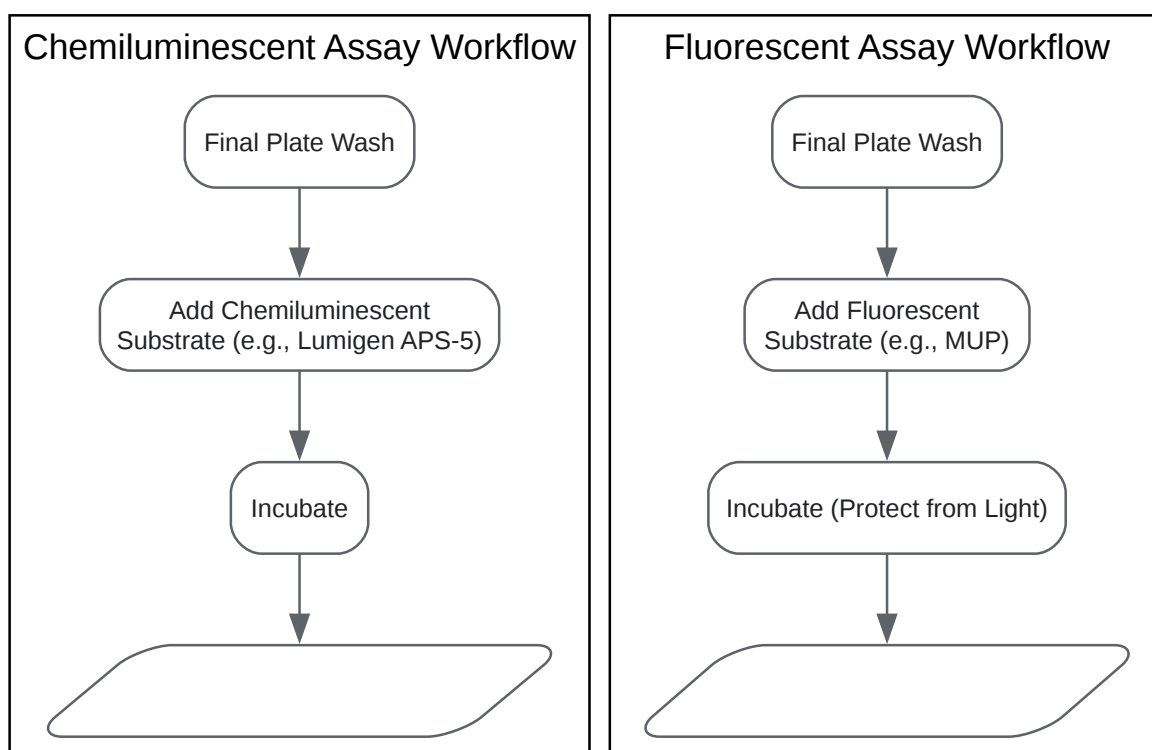 Chemiluminescent Assay Workflow
Final Plate Wash
Add Chemiluminescent
Substrate (e.g., Lumigen APS-5)
Incubate
Fluorescent Assay Workflow
Final Plate Wash
Add Fluorescent
Substrate (e.g., MUP)
Incubate (Protect from Light)